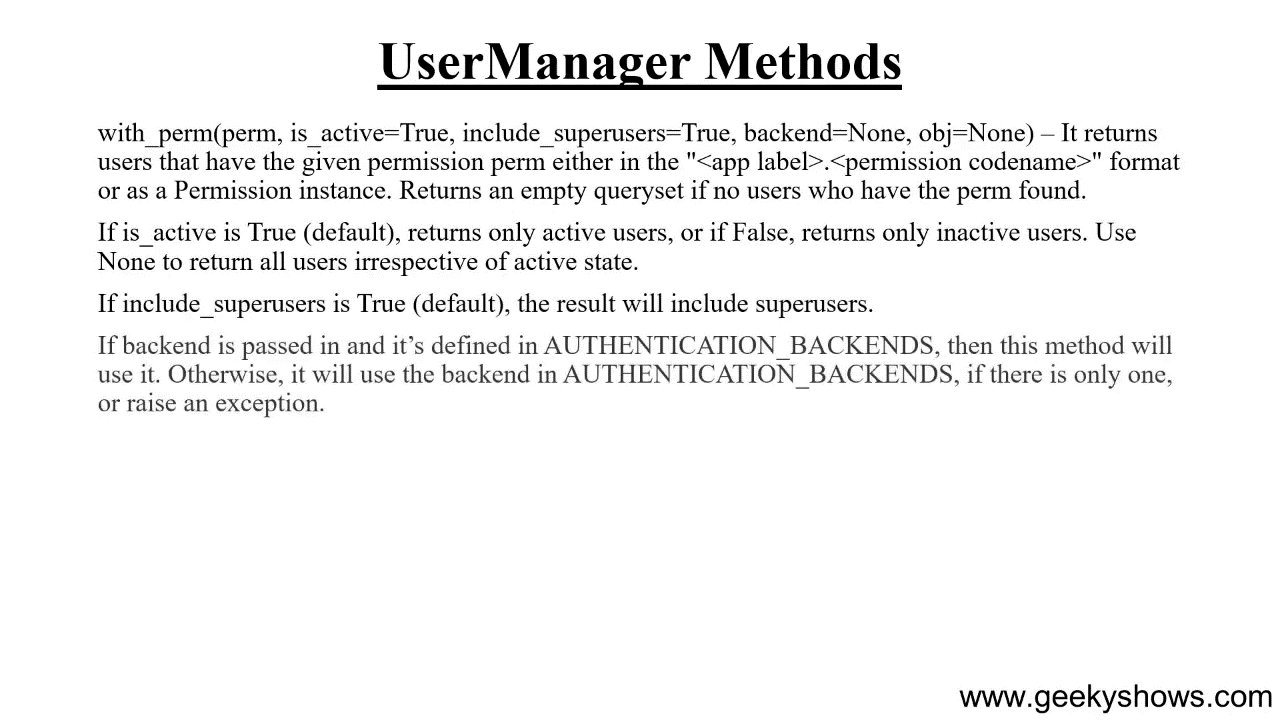 UserManager Methods
with_perm(perm, is_active=True, include_superusers=True, backend=None, obj=None) – It returns
users that have the given permission perm either in the "<app label>.<permission codename>" format
or as a Permission instance. Returns an empty queryset if no users who have the perm found.
If is_active is True (default), returns only active users, or if False, returns only inactive users. Use
None to return all users irrespective of active state.
If include_superusers is True (default), the result will include superusers.
If backend is passed in and it’s defined in AUTHENTICATION_BACKENDS, then this method will
use it. Otherwise, it will use the backend in AUTHENTICATION_BACKENDS, if there is only one,
or raise an exception.
www.geekyshows.com